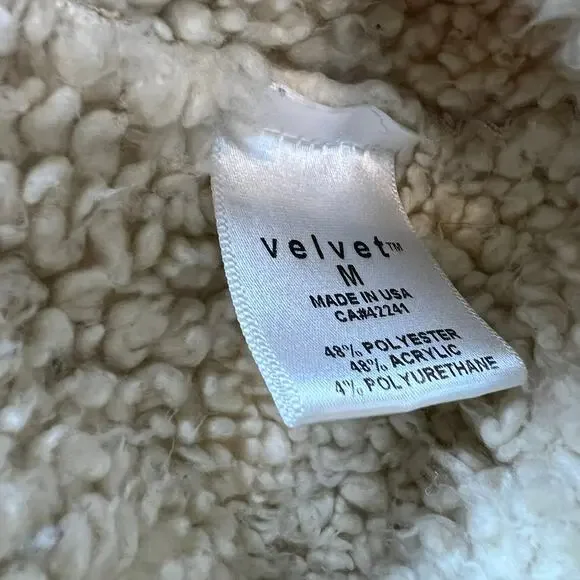 velvet™
M
MADE IN USA
CA#42241
48% POLYESTER
48% ACRYLIC
4% POLYURETHANE